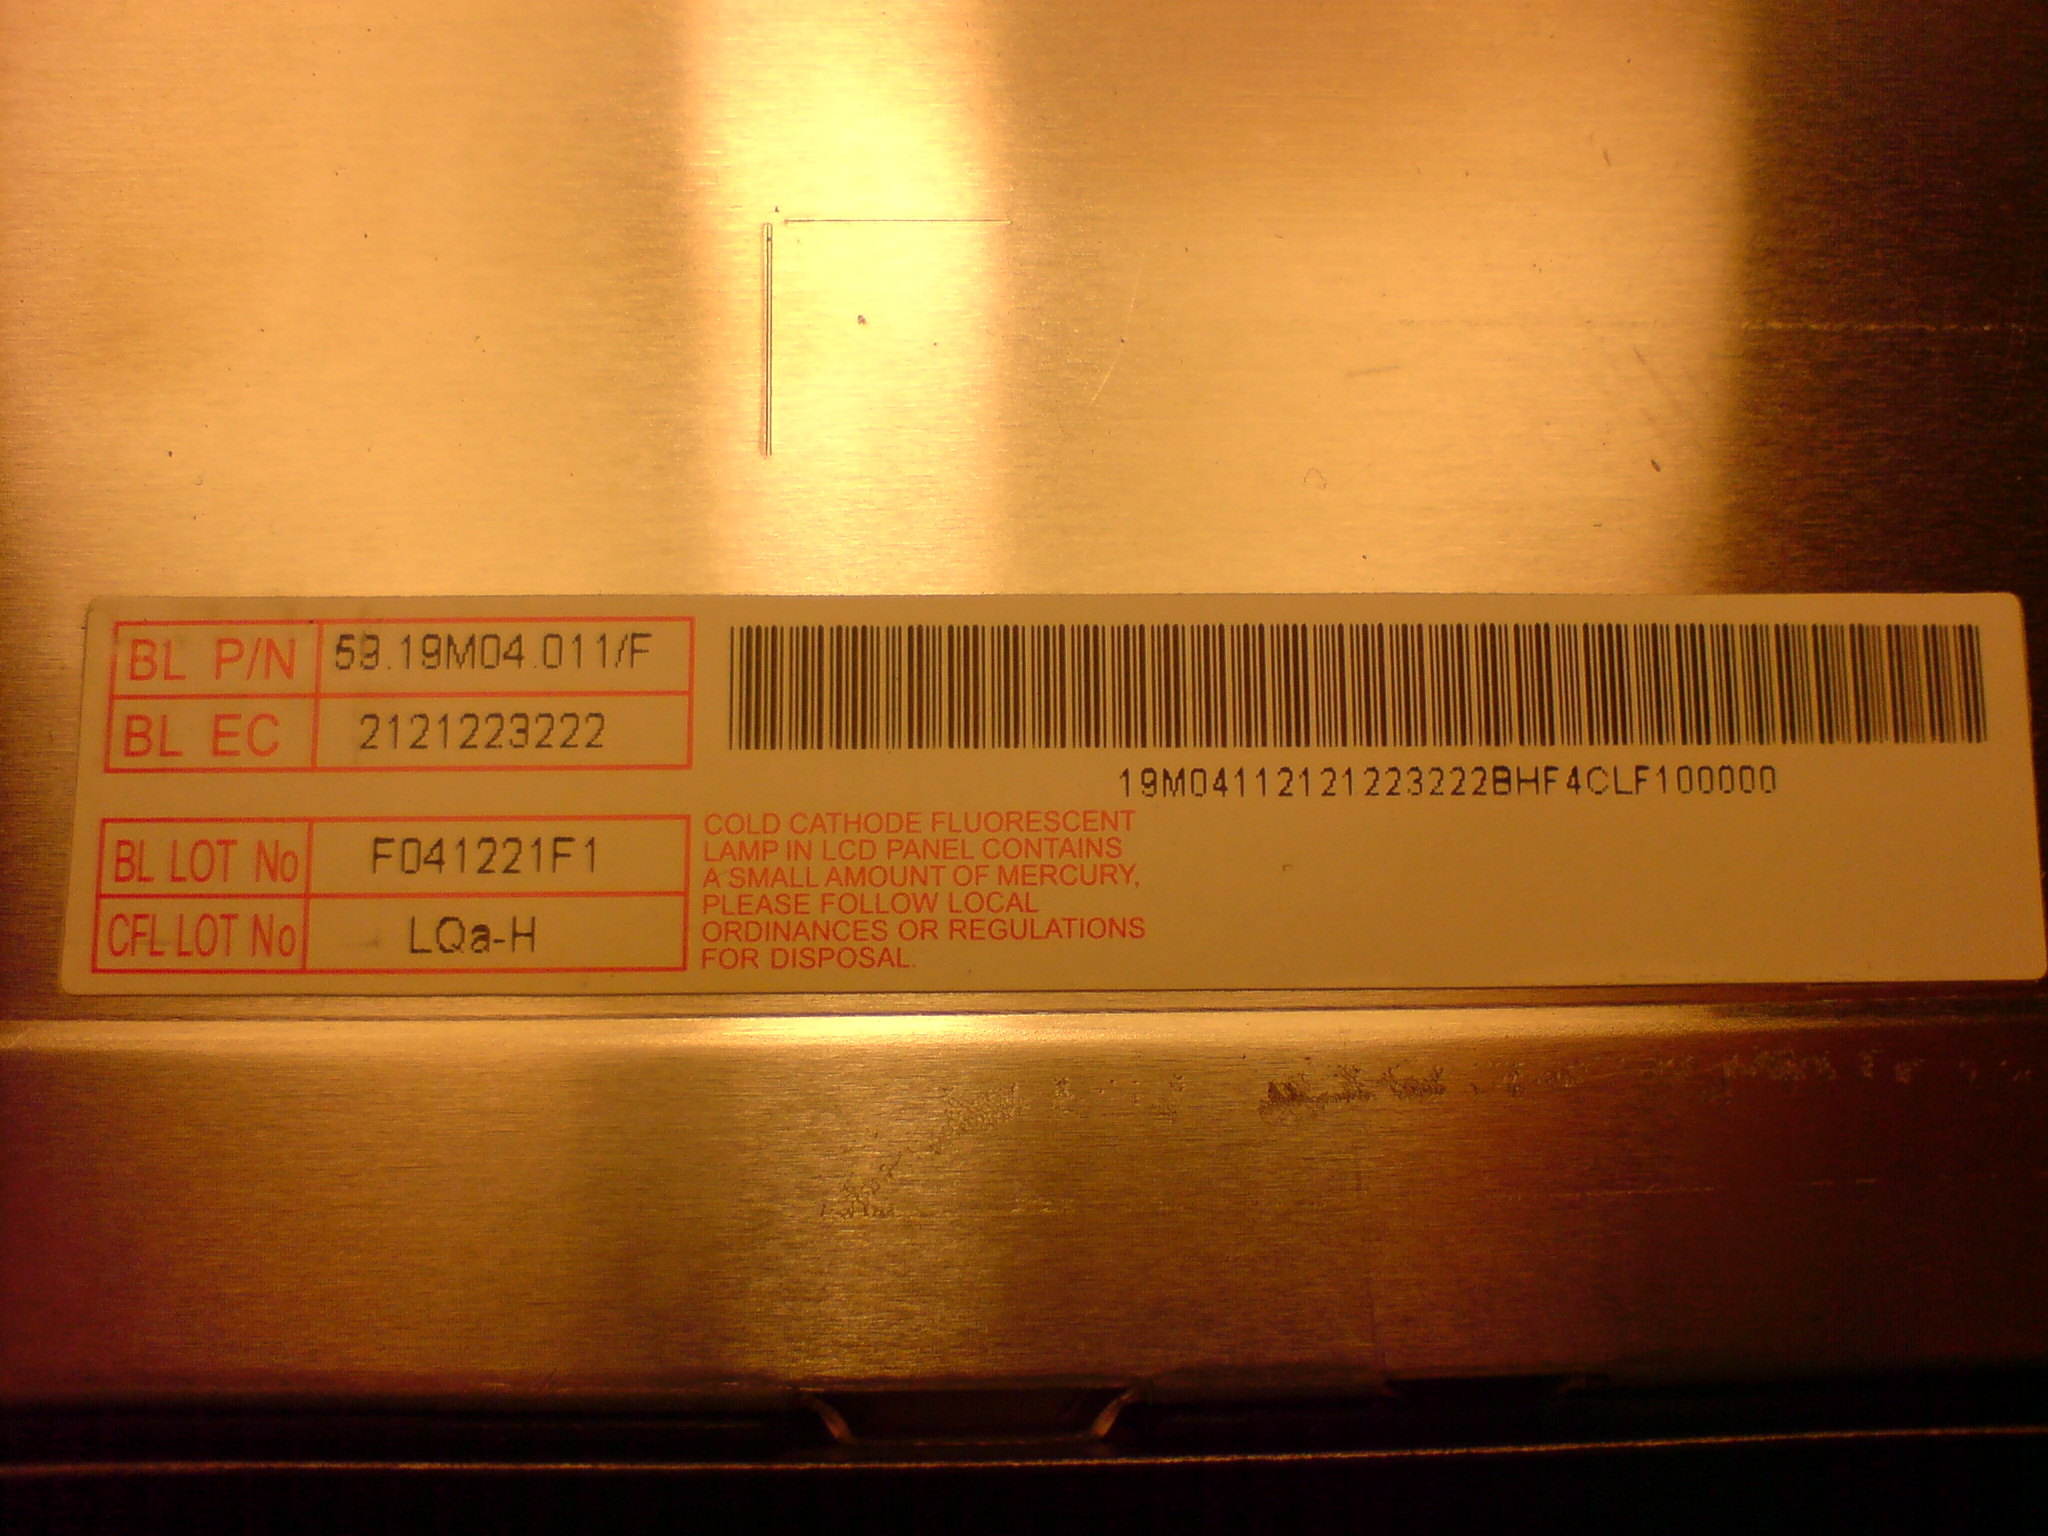 BL P/N 59.19M04.011/F
BL EC 2121223222
19M04112121223222BHF4CLF100000
BL LOT No F041221F1
CFL LOT No LQa-H
COLD CATHODE FLUORESCENT
LAMP IN LCD PANEL CONTAINS
A SMALL AMOUNT OF MERCURY,
PLEASE FOLLOW LOCAL
ORDINANCES OR REGULATIONS
FOR DISPOSAL.